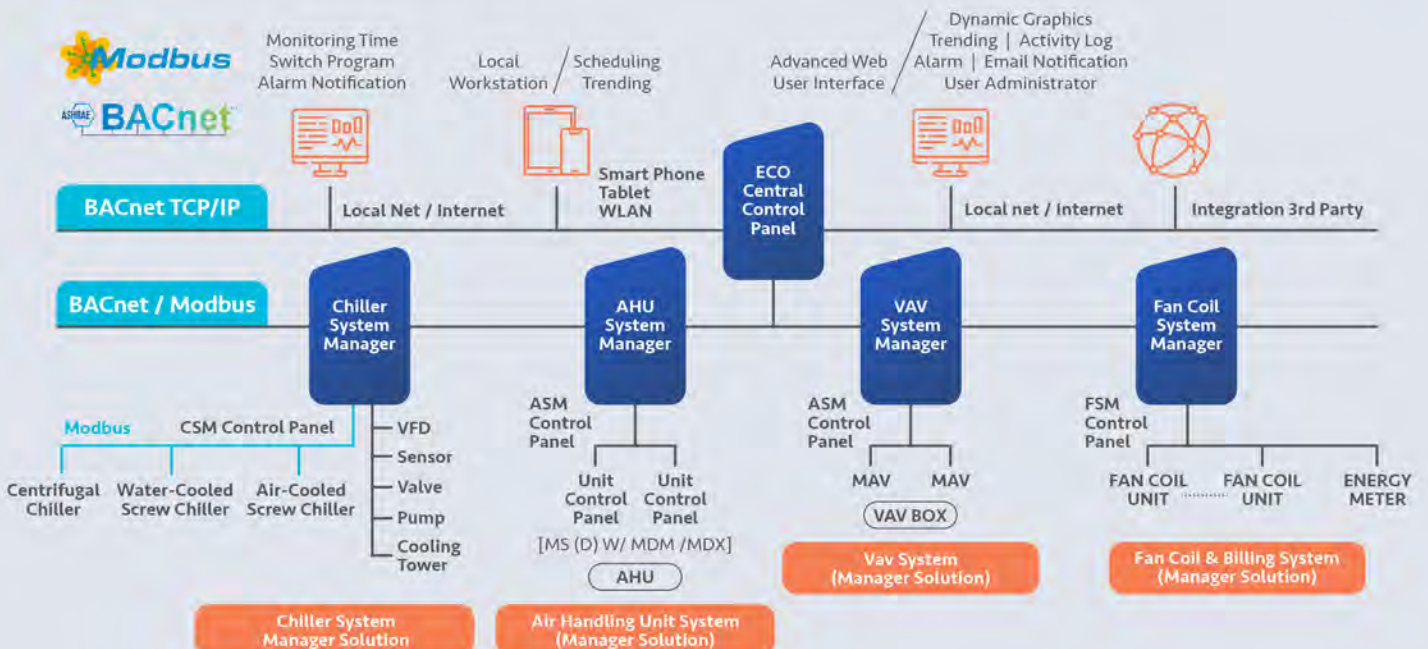 Modbus
ASHRAE BACnet
Monitoring Time
Switch Program
Alarm Notification
Local
Workstation
Scheduling
Trending
Advanced Web
User Interface
Dynamic Graphics
Trending | Activity Log
Alarm | Email Notification
User Administrator
BACnet TCP/IP
Local Net / Internet
Smart Phone
Tablet
WLAN
ECO
Central
Control
Panel
Local net / Internet
Integration 3rd Party
BACnet / Modbus
Chiller
System
Manager
AHU
System
Manager
VAV
System
Manager
Fan Coil
System
Manager
Modbus
CSM Control Panel
Centrifugal
Chiller
Water-Cooled
Screw Chiller
Air-Cooled
Screw Chiller
VFD
Sensor
Valve
Pump
Cooling
Tower
ASM
Control
Panel
Unit
Control
Panel
Unit
Control
Panel
[MS (D) W/ MDM /MDX]
AHU
ASM
Control
Panel
MAV
MAV
VAV BOX
FSM
Control
Panel
FAN COIL
UNIT
FAN COIL
UNIT
ENERGY
METER
Chiller System
Manager Solution
Air Handling Unit System
(Manager Solution)
Vav System
(Manager Solution)
Fan Coil & Billing System
(Manager Solution)